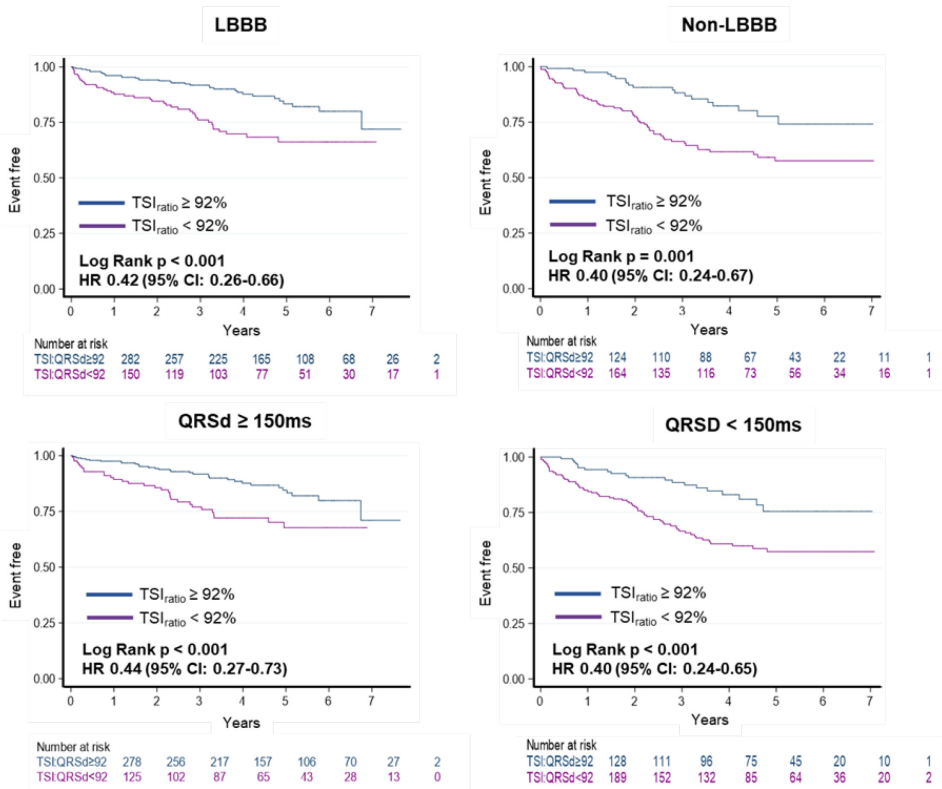 LBBB
1.00
0.75
0.50
0.25
0.00
Event free
TSIratio ≥ 92%
TSIratio < 92%
Log Rank p < 0.001
HR 0.42 (95% CI: 0.26-0.66)
0 1 2 3 4 5 6 7
Years
Number at risk
TSI:QRSd≥92 282 257 225 165 108 68 26 2
TSI:QRSd<92 150 119 103 77 51 30 17 1
Non-LBBB
1.00
0.75
0.50
0.25
0.00
Event free
TSIratio ≥ 92%
TSIratio < 92%
Log Rank p = 0.001
HR 0.40 (95% CI: 0.24-0.67)
0 1 2 3 4 5 6 7
Years
Number at risk
TSI:QRSd≥92 124 110 88 67 43 22 11 1
TSI:QRSd<92 164 135 116 73 56 34 16 1
QRSd ≥ 150ms
1.00
0.75
0.50
0.25
0.00
Event free
TSIratio ≥ 92%
TSIratio < 92%
Log Rank p < 0.001
HR 0.44 (95% CI: 0.27-0.73)
0 1 2 3 4 5 6 7
Years
Number at risk
TSI:QRSd≥92 278 256 217 157 106 70 27 2
TSI:QRSd<92 125 102 87 65 43 28 13 0
QRSD < 150ms
1.00
0.75
0.50
0.25
0.00
Event free
TSIratio ≥ 92%
TSIratio < 92%
Log Rank p < 0.001
HR 0.40 (95% CI: 0.24-0.65)
0 1 2 3 4 5 6 7
Years
Number at risk
TSI:QRSd≥92 128 111 96 75 45 20 10 1
TSI:QRSd<92 189 152 132 85 64 36 20 2